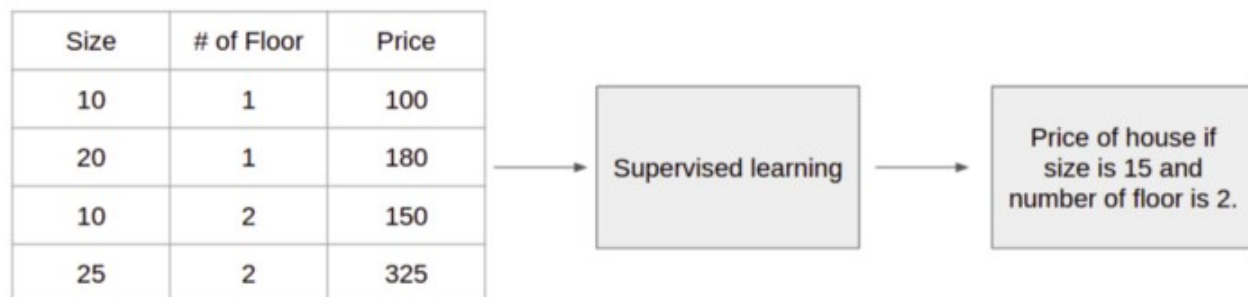 Size # of Floor Price
10 1 100
20 1 180
10 2 150
25 2 325
Supervised learning
Price of house if
size is 15 and
number of floor is 2.